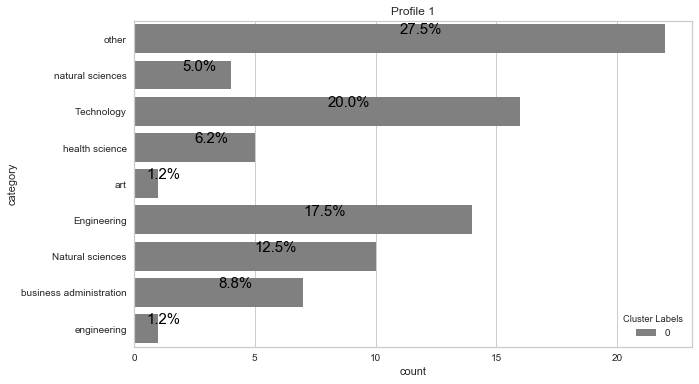 Profile 1
other
27.5%
natural sciences
5.0%
Technology
20.0%
health science
6.2%
art
1.2%
Engineering
17.5%
Natural sciences
12.5%
business administration
8.8%
engineering
1.2%
category
Cluster Labels
0
0 5 10 15 20
count